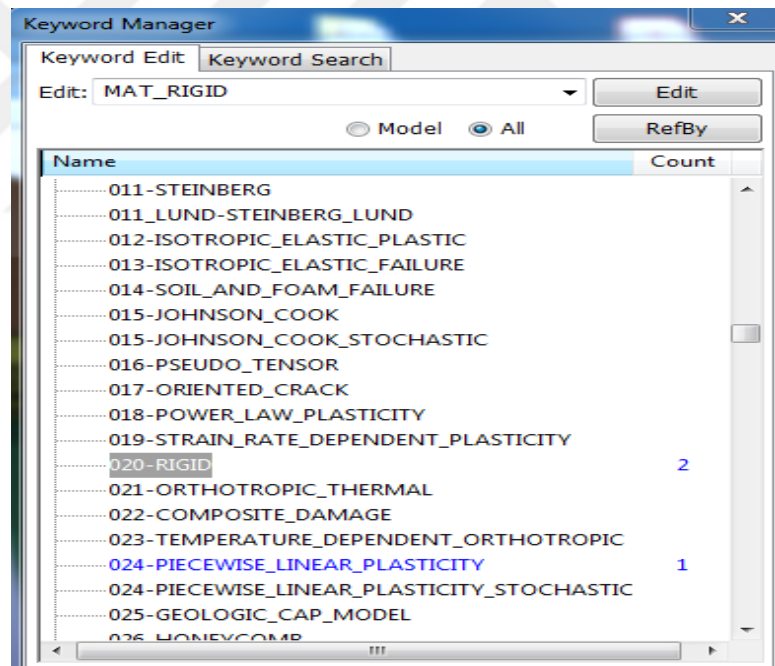 Keyword Manager
Keyword Edit Keyword Search
Edit: MAT_RIGID Edit
Model All RefBy
Name Count
011-STEINBERG
011_LUND-STEINBERG_LUND
012-ISOTROPIC_ELASTIC_PLASTIC
013-ISOTROPIC_ELASTIC_FAILURE
014-SOIL_AND_FOAM_FAILURE
015-JOHNSON_COOK
015-JOHNSON_COOK_STOCHASTIC
016-PSEUDO_TENSOR
017-ORIENTED_CRACK
018-POWER_LAW_PLASTICITY
019-STRAIN_RATE_DEPENDENT_PLASTICITY
020-RIGID 2
021-ORTHOTROPIC_THERMAL
022-COMPOSITE_DAMAGE
023-TEMPERATURE_DEPENDENT_ORTHOTROPIC
024-PIECEWISE_LINEAR_PLASTICITY 1
024-PIECEWISE_LINEAR_PLASTICITY_STOCHASTIC
025-GEOLOGIC_CAP_MODEL
026-HONEYCOMB